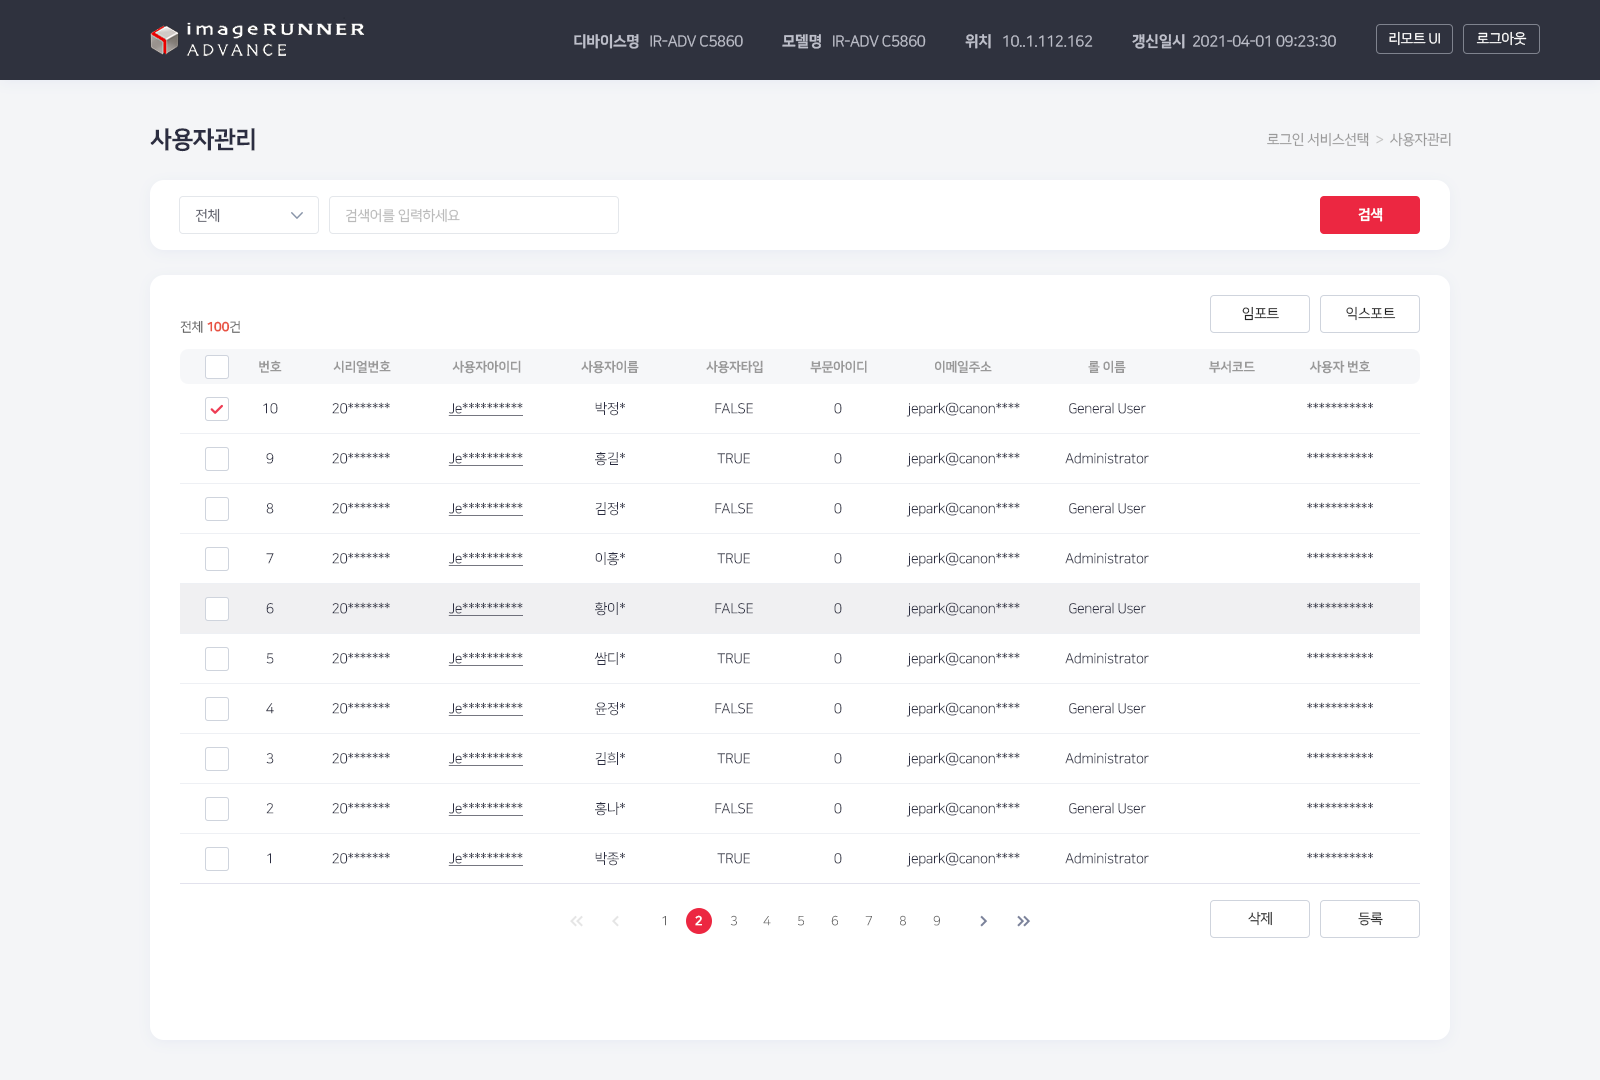 imageRUNNER
ADVANCE
디바이스명 IR-ADV C5860 모델명 IR-ADV C5860 위치 10..1.112.162 갱신일시 2021-04-01 09:23:30 리모트 UI 로그아웃
사용자관리
로그인 서비스선택 > 사용자관리
전체 검색어를 입력하세요 검색
임포트 익스포트
전체 100건
번호 시리얼번호 사용자아이디 사용자이름 사용자타입 부문아이디 이메일주소 롤 이름 부서코드 사용자 번호
10 20******* Je********** 박정* FALSE 0 jepark@canon**** General User ***********
9 20******* Je********** 홍길* TRUE 0 jepark@canon**** Administrator ***********
8 20******* Je********** 김정* FALSE 0 jepark@canon**** General User ***********
7 20******* Je********** 이홍* TRUE 0 jepark@canon**** Administrator ***********
6 20******* Je********** 황이* FALSE 0 jepark@canon**** General User ***********
5 20******* Je********** 쌈디* TRUE 0 jepark@canon**** Administrator ***********
4 20******* Je********** 윤정* FALSE 0 jepark@canon**** General User ***********
3 20******* Je********** 김희* TRUE 0 jepark@canon**** Administrator ***********
2 20******* Je********** 홍나* FALSE 0 jepark@canon**** General User ***********
1 20******* Je********** 박종* TRUE 0 jepark@canon**** Administrator ***********
1 2 3 4 5 6 7 8 9
삭제 등록